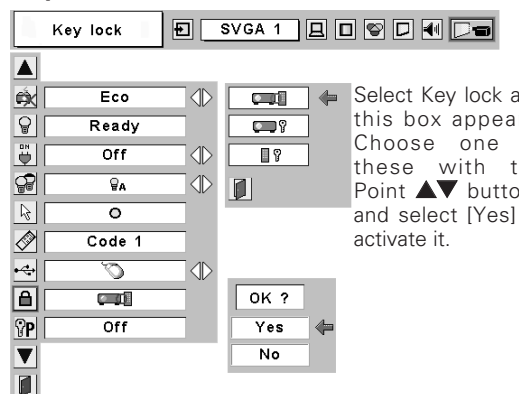 Key lock
SVGA 1
Eco
Ready
ON
Off
A
Code 1
P
Off
Select Key lock a
this box appea
Choose one
these with t
Point ▲▼ butto
and select [Yes]
activate it.
OK ?
Yes
No